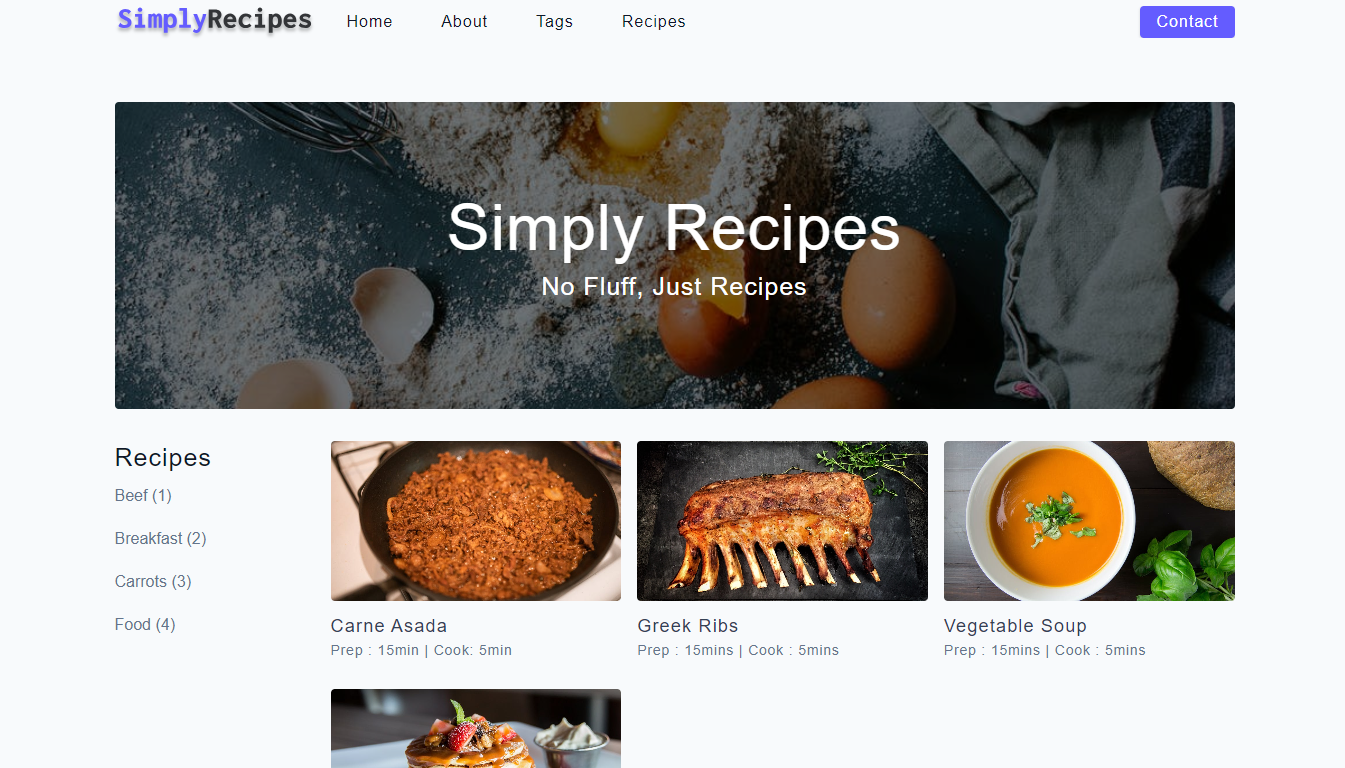 SimplyRecipes Home About Tags Recipes Contact
Simply Recipes
No Fluff, Just Recipes
Recipes
Beef (1)
Breakfast (2)
Carrots (3)
Food (4)
Carne Asada
Prep : 15min | Cook: 5min
Greek Ribs
Prep : 15mins | Cook : 5mins
Vegetable Soup
Prep : 15mins | Cook : 5mins